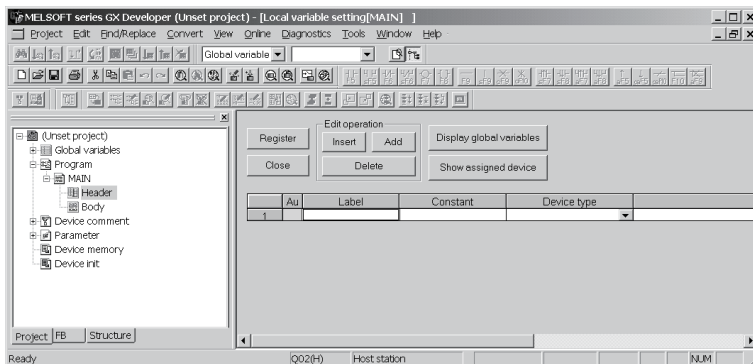 MELSOFT series GX Developer (Unset project) - [Local variable setting[MAIN] ]
Project Edit Find/Replace Convert View Online Diagnostics Tools Window Help
Global variable
(Unset project)
Global variables
Program
MAIN
Header
Body
Device comment
Parameter
Device memory
Device init
Project FB Structure
Register
Close
Edit operation
Insert Add
Delete
Display global variables
Show assigned device
Au Label Constant Device type
1
Ready Q02(H) Host station NUM